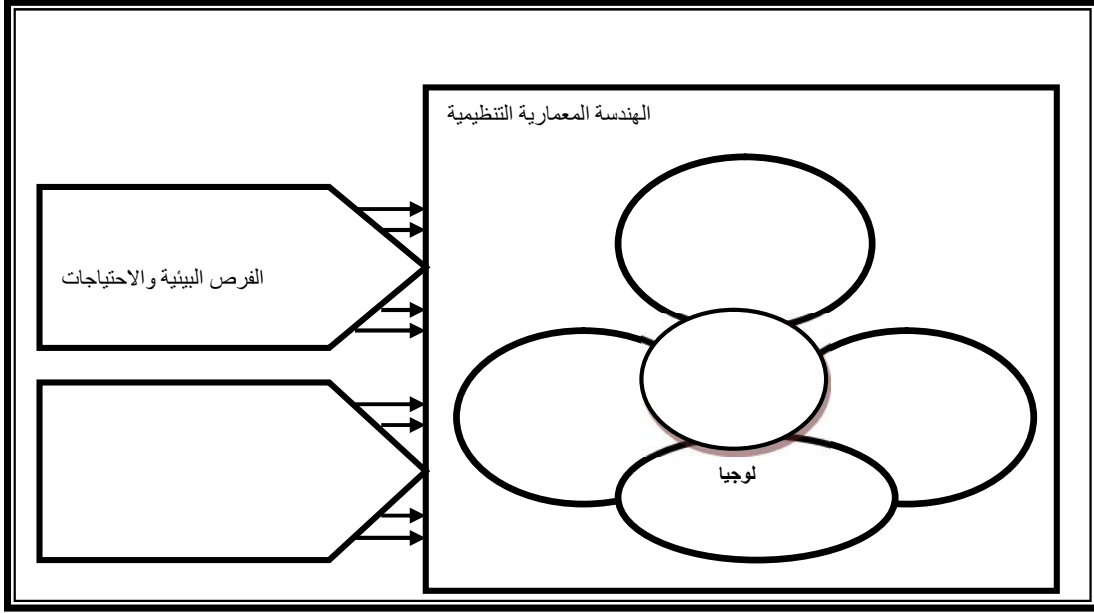 الهندسة المعمارية التنظيمية
الفرص البيئية والاحتياجات
لوجيا